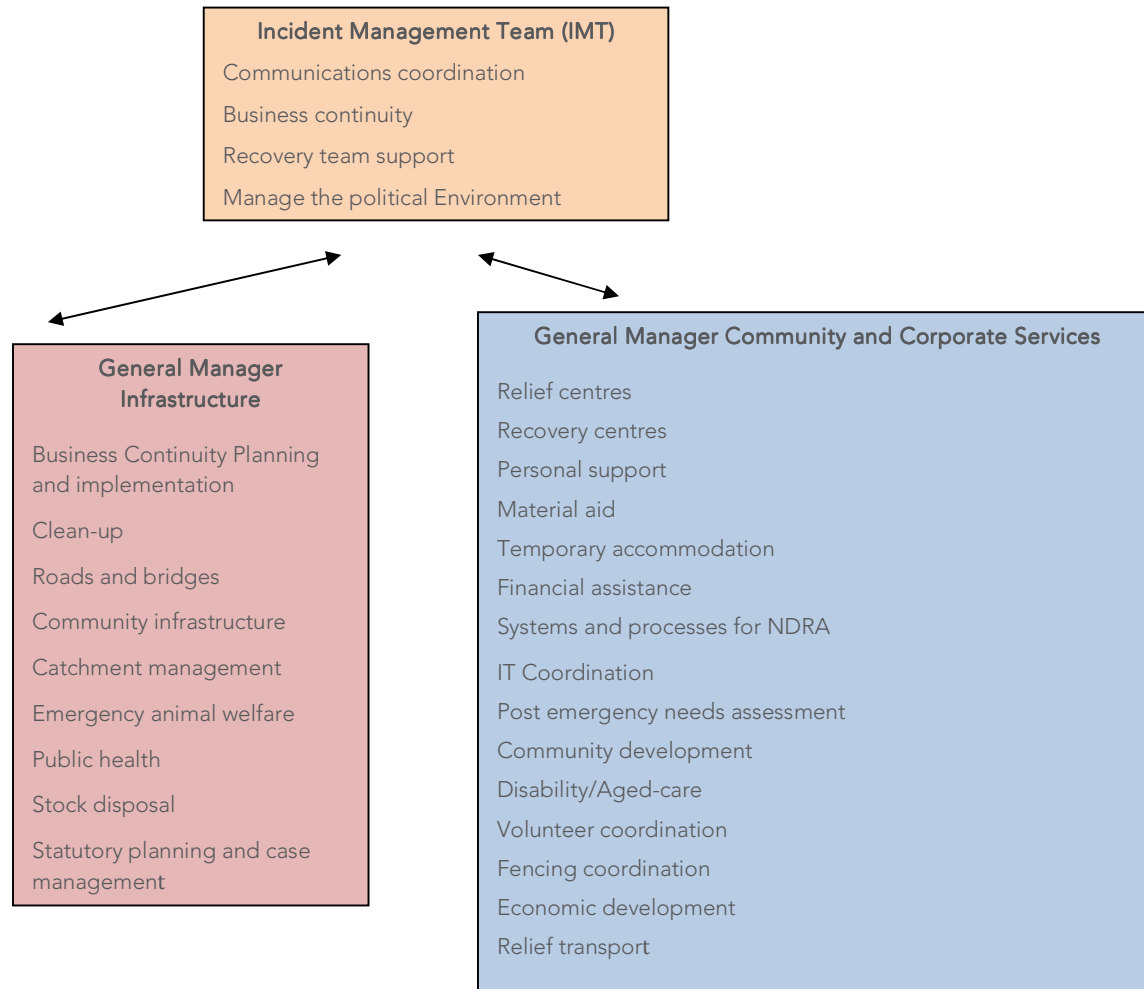 Incident Management Team (IMT)
Communications coordination
Business continuity
Recovery team support
Manage the political Environment
General Manager
Infrastructure
Business Continuity Planning
and implementation
Clean-up
Roads and bridges
Community infrastructure
Catchment management
Emergency animal welfare
Public health
Stock disposal
Statutory planning and case
management
General Manager Community and Corporate Services
Relief centres
Recovery centres
Personal support
Material aid
Temporary accommodation
Financial assistance
Systems and processes for NDRA
IT Coordination
Post emergency needs assessment
Community development
Disability/Aged-care
Volunteer coordination
Fencing coordination
Economic development
Relief transport